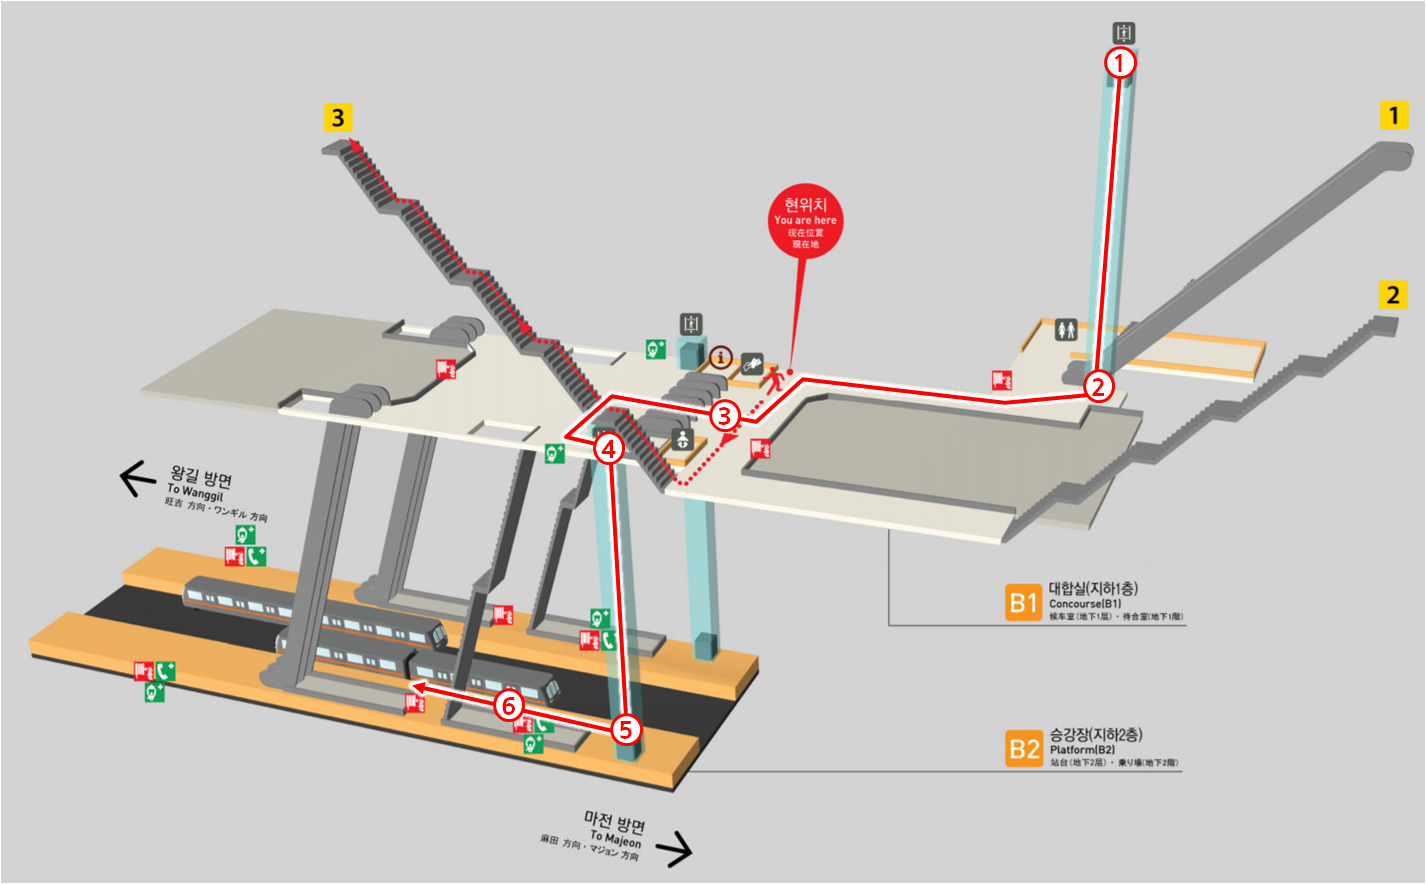 1
3
1
현위치
You are here
现在位置
現在地
2
i
2
3
4
왕길 방면
To Wanggil
旺吉 方向・ワンギル 方向
B1
대합실(지하1층)
Concourse(B1)
候车室(地下1层)・待合室(地下1階)
6
5
B2
승강장(지하2층)
Platform(B2)
站台(地下2层)・乗り場(地下2階)
마전 방면
To Majeon
麻田 方向・マジョン 方向